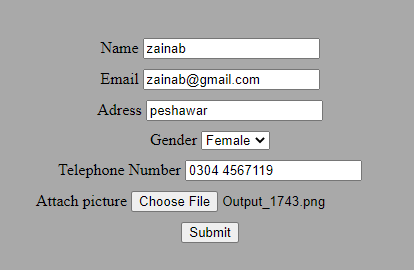 Name zainab
Email zainab@gmail.com
Adress peshawar
Gender Female
Telephone Number 0304 4567119
Attach picture Choose File Output_1743.png
Submit